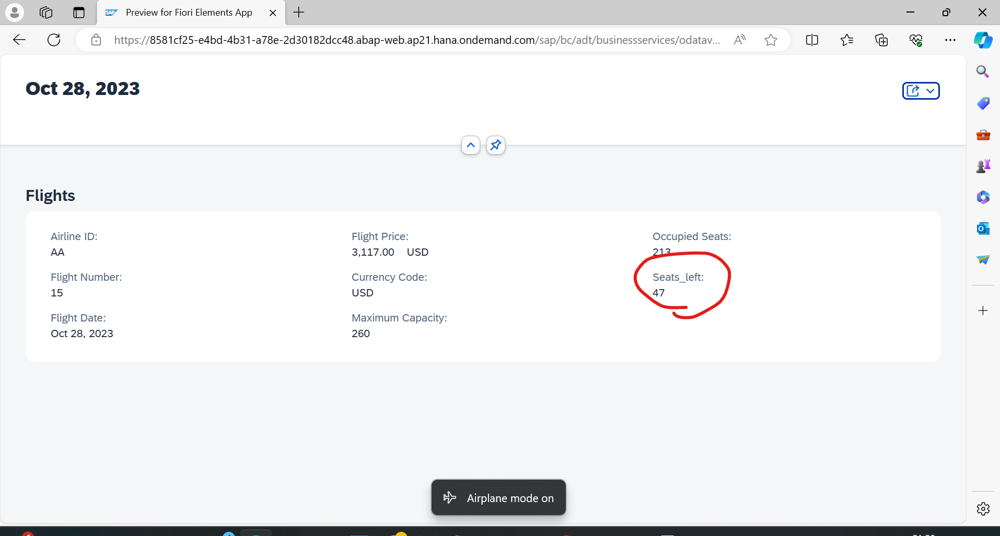 SAP Preview for Fiori Elements App
https://8581cf25-e4bd-4b31-a78e-2d30182dcc48.abap-web.ap21.hana.ondemand.com/sap/bc/adt/businessservices/odatav...
Oct 28, 2023
Flights
Airline ID:
AA
Flight Number:
15
Flight Date:
Oct 28, 2023
Flight Price:
3,117.00 USD
Currency Code:
USD
Maximum Capacity:
260
Occupied Seats:
213
Seats_left:
47
Airplane mode on